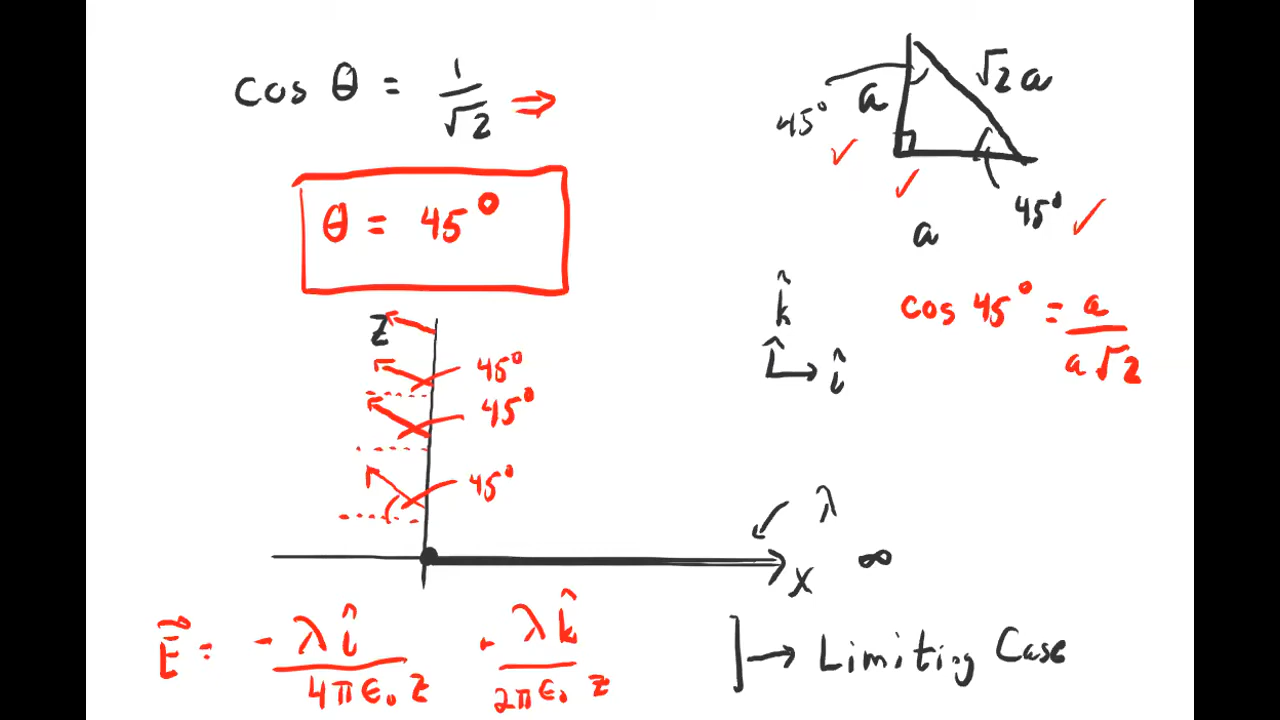 cos θ = 1/√2 ⇒
θ = 45°
45°
a
√2 a
45°
a
cos 45° = a/(a√2)
k̂
î
z
45°
45°
45°
λ
x
∞
E⃗ = -λ î/(4πε₀ z) + λ k̂/(2πε₀ z)
] → Limiting Case